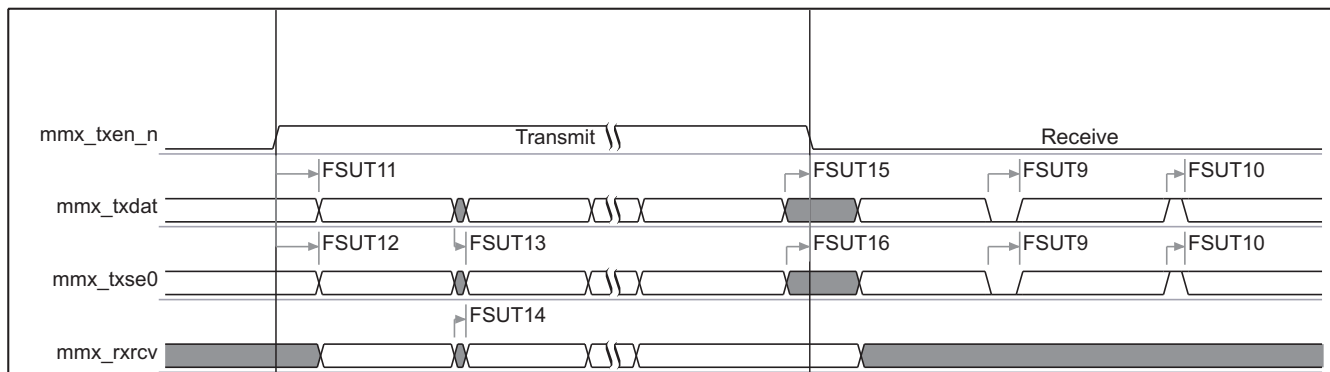 mmx_txen_n Transmit Receive
FSUT11 FSUT15 FSUT9 FSUT10
mmx_txdat
FSUT12 FSUT13 FSUT16 FSUT9 FSUT10
mmx_txse0
FSUT14
mmx_rxrcv